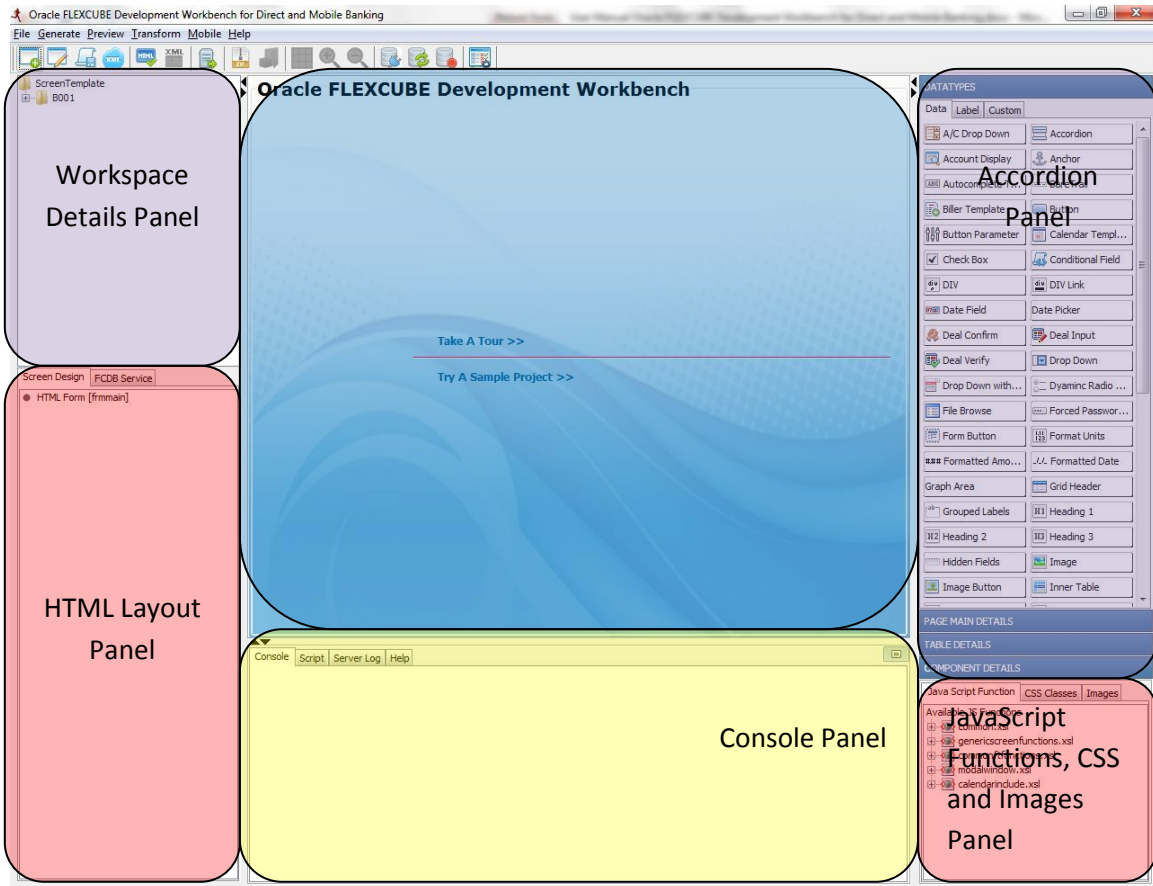 Oracle FLEXCUBE Development Workbench for Direct and Mobile Banking
File Generate Preview Transform Mobile Help
ScreenTemplate
B001
Workspace
Details Panel
Screen Design FCDB Service
HTML Form [frmmain]
HTML Layout
Panel
Oracle FLEXCUBE Development Workbench
Take A Tour >>
Try A Sample Project >>
Console Script Server Log Help
Console Panel
DATATYPES
Data Label Custom
A/C Drop Down Accordion
Account Display Anchor
Accordion
Panel
Biller Template Button
Button Parameter Calendar Templ...
Check Box Conditional Field
DIV DIV Link
Date Field Date Picker
Deal Confirm Deal Input
Deal Verify Drop Down
Drop Down with... Dyaminc Radio ...
File Browse Forced Passwor...
Form Button Format Units
Formatted Amo... Formatted Date
Graph Area Grid Header
Grouped Labels Heading 1
Heading 2 Heading 3
Hidden Fields Image
Image Button Inner Table
PAGE MAIN DETAILS
TABLE DETAILS
COMPONENT DETAILS
Java Script Function CSS Classes Images
Available JS Functions
common.xsl
genericscreenfunctions.xsl
modalwindow.xsl
calendarinclude.xsl
JavaScript
Functions, CSS
and Images
Panel